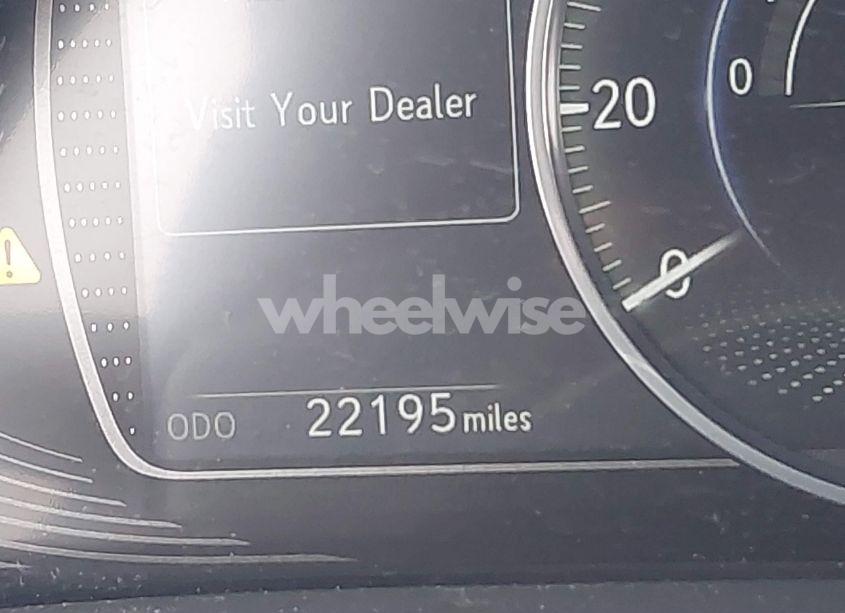 Visit Your Dealer
20
0
0
wheelwise
ODO 22195 miles